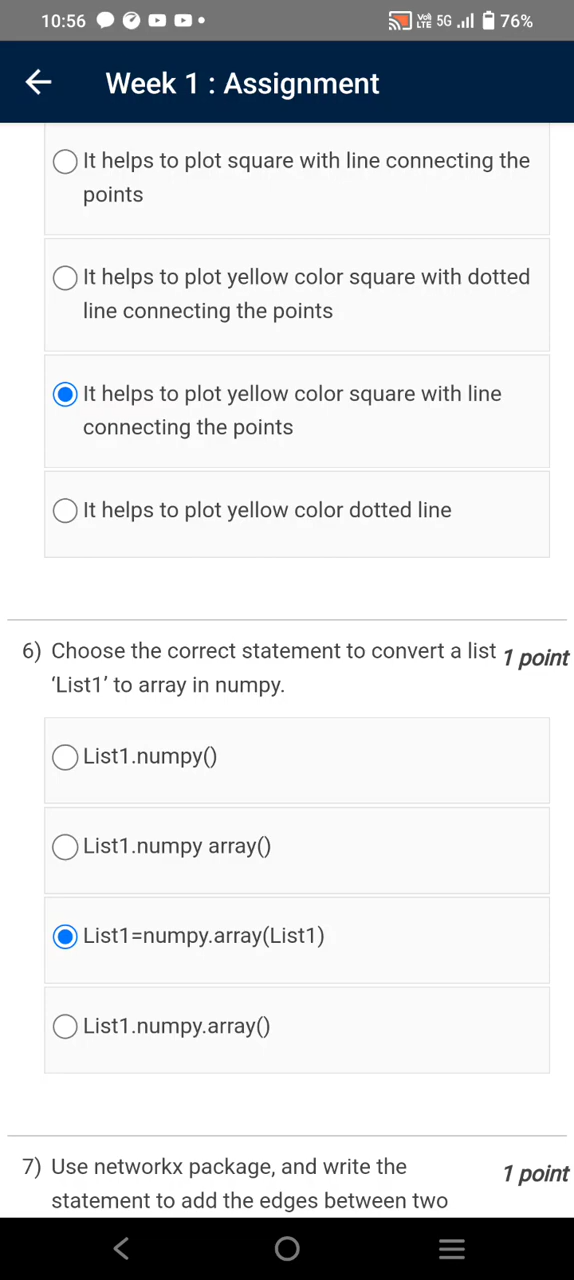 10:56
Vo) LTE 5G 76%
Week 1 : Assignment
It helps to plot square with line connecting the
points
It helps to plot yellow color square with dotted
line connecting the points
It helps to plot yellow color square with line
connecting the points
It helps to plot yellow color dotted line
6) Choose the correct statement to convert a list 1 point
‘List1’ to array in numpy.
List1.numpy()
List1.numpy array()
List1=numpy.array(List1)
List1.numpy.array()
7) Use networkx package, and write the 1 point
statement to add the edges between two